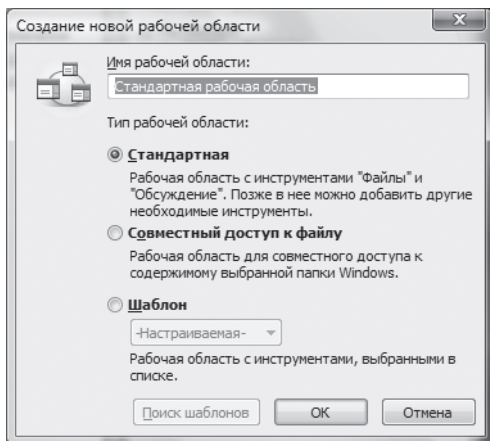 Создание новой рабочей области
Имя рабочей области:
Стандартная рабочая область
Тип рабочей области:
Стандартная
Рабочая область с инструментами "Файлы" и
"Обсуждение". Позже в нее можно добавить другие
необходимые инструменты.
Совместный доступ к файлу
Рабочая область для совместного доступа к
содержимому выбранной папки Windows.
Шаблон
-Настраиваемая-
Рабочая область с инструментами, выбранными в
списке.
Поиск шаблонов
ОК
Отмена